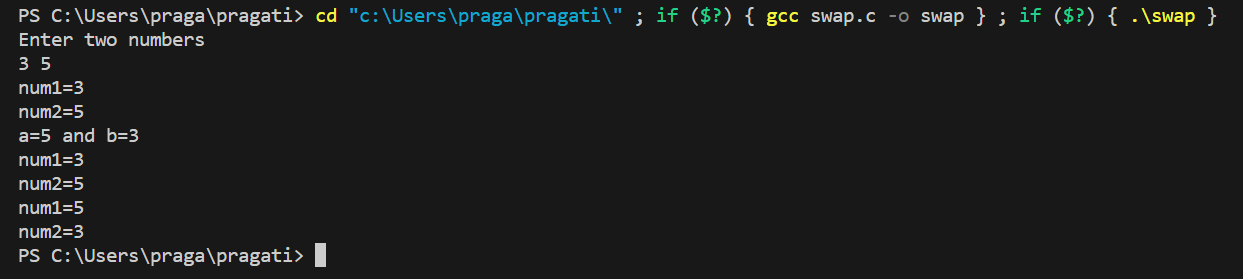 PS C:\Users\praga\pragati> cd "c:\Users\praga\pragati\" ; if ($?) { gcc swap.c -o swap } ; if ($?) { .\swap }
Enter two numbers
3 5
num1=3
num2=5
a=5 and b=3
num1=3
num2=5
num1=5
num2=3
PS C:\Users\praga\pragati>